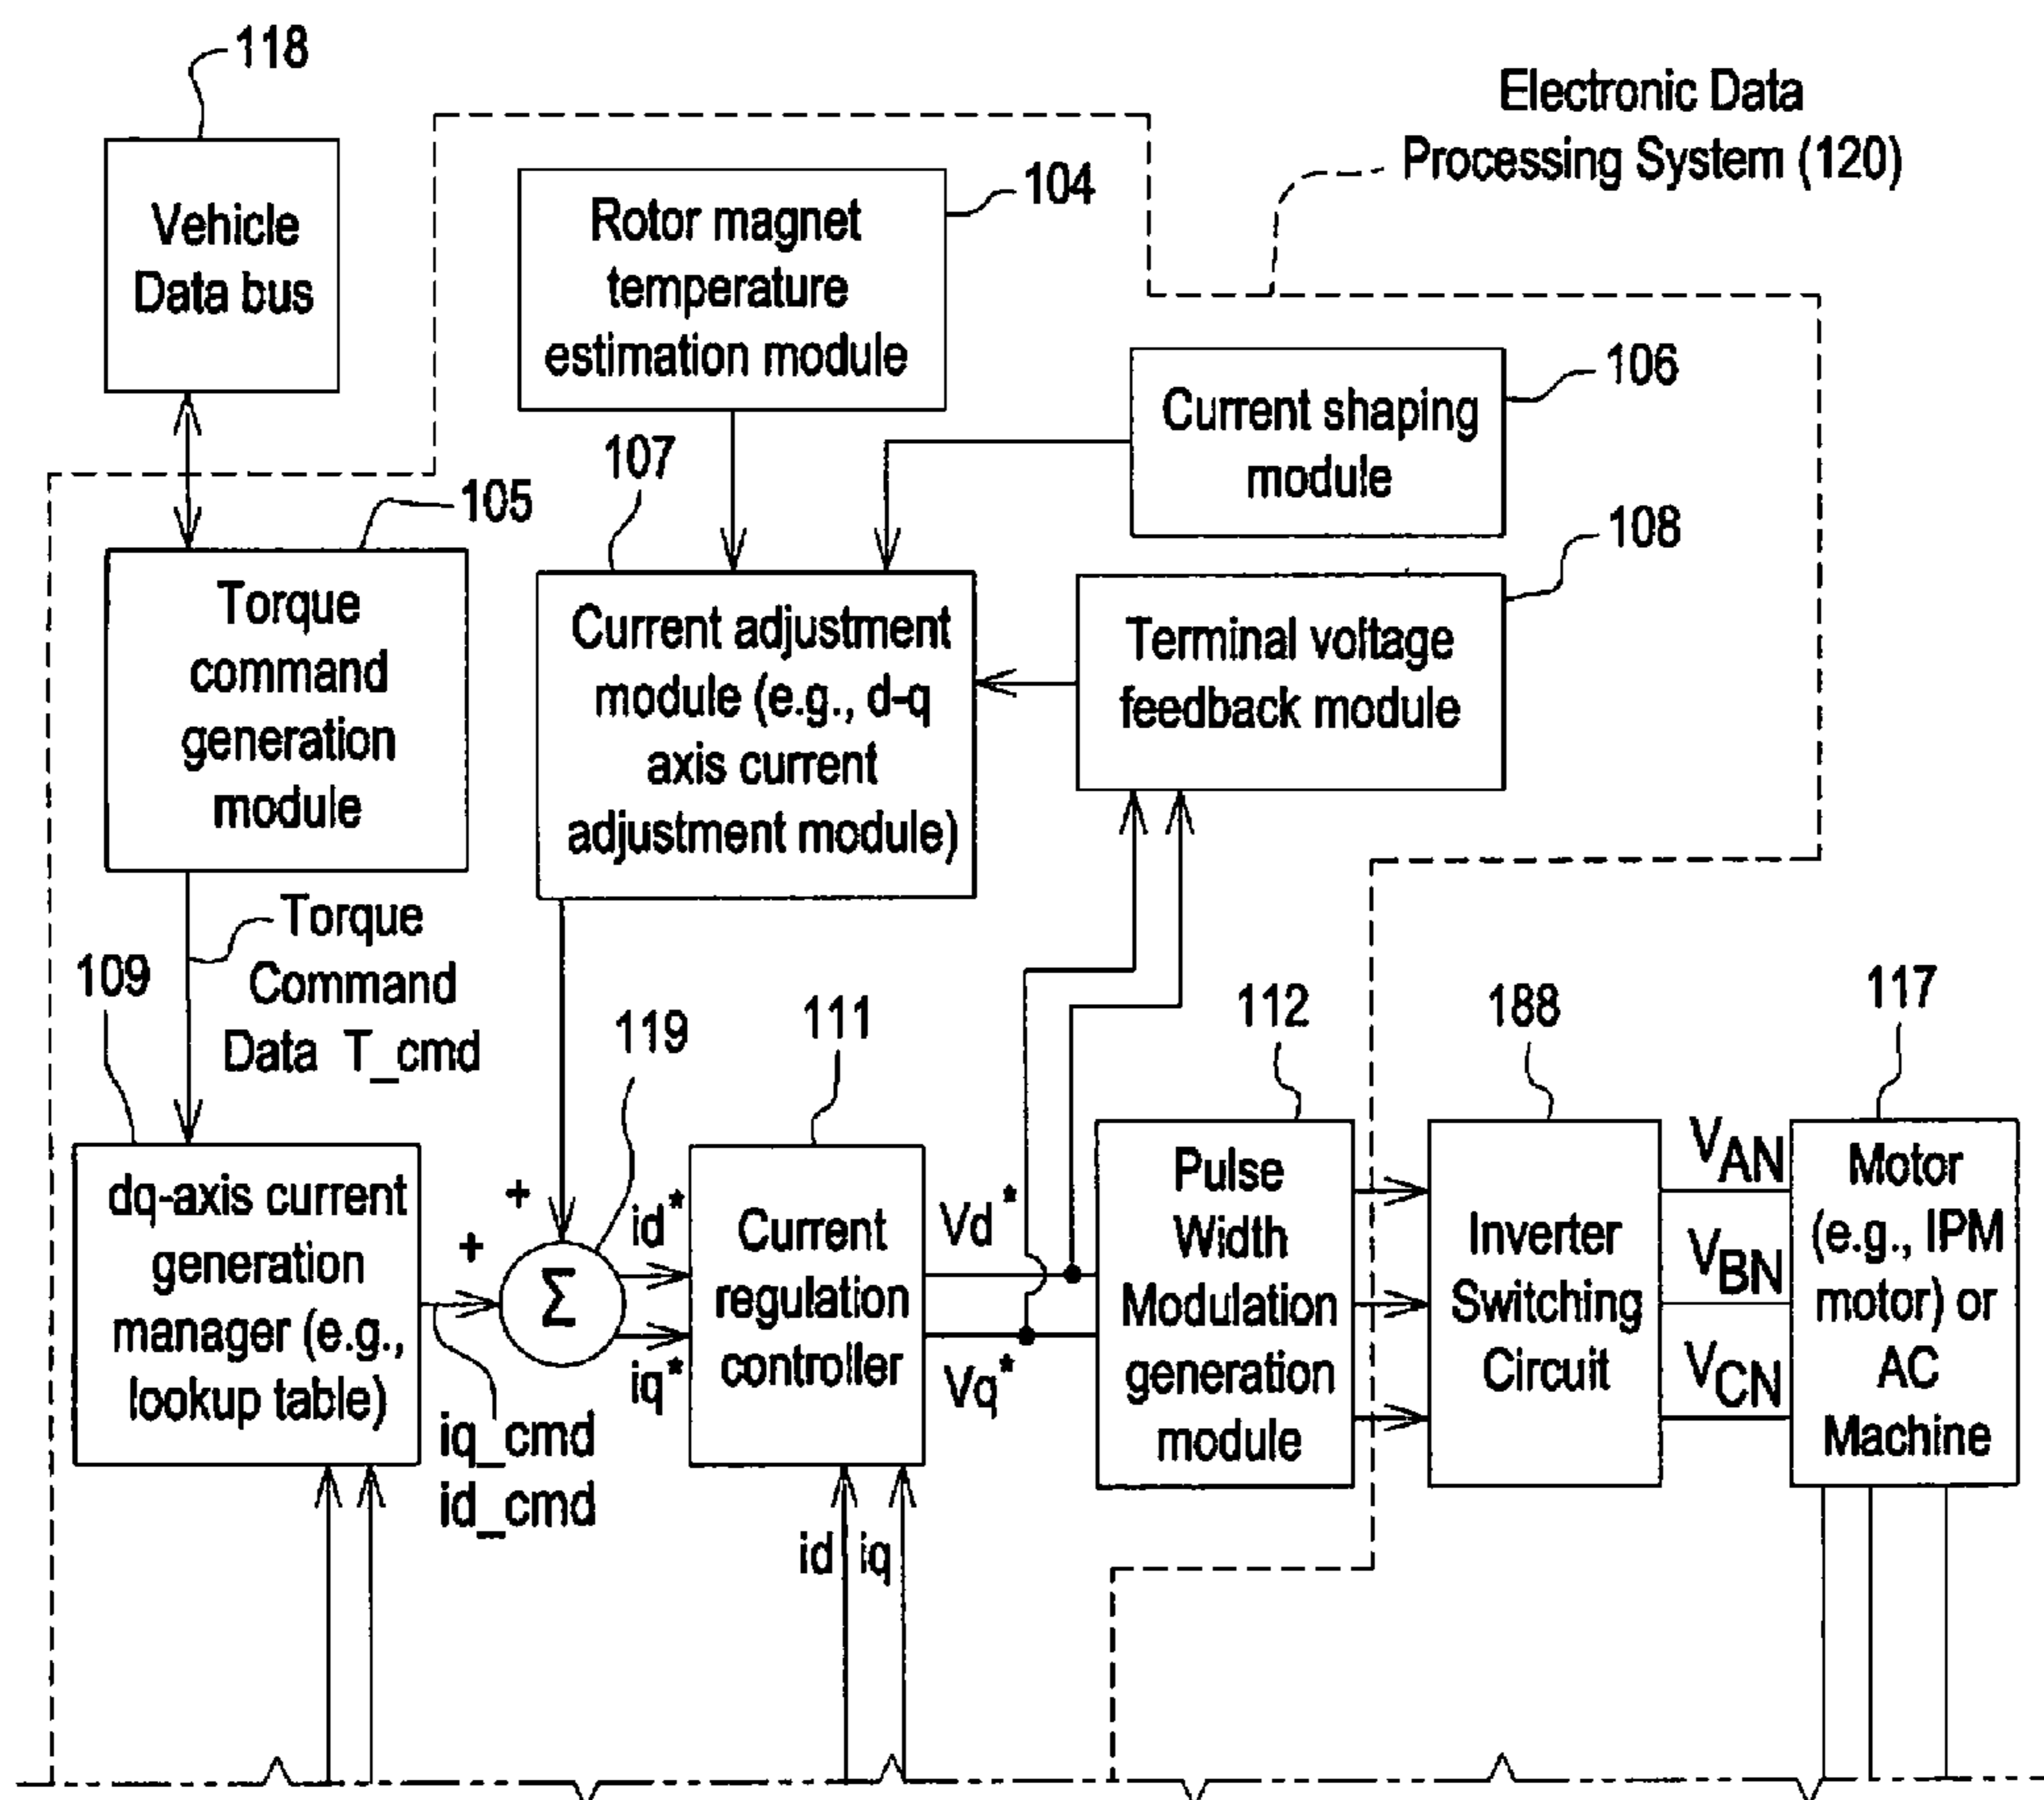 118
Electronic Data
Processing System (120)
Vehicle
Data bus
Rotor magnet
temperature
estimation module
104
Current shaping
module
106
107
105
108
Torque
command
generation
module
Current adjustment
module (e.g., d-q
axis current
adjustment module)
Terminal voltage
feedback module
Torque
Command
Data T_cmd
109
119
111
112
188
117
dq-axis current
generation
manager (e.g.,
lookup table)
+
+
Σ
id*
iq*
iq_cmd
id_cmd
Current
regulation
controller
Vd*
Vq*
id
iq
Pulse
Width
Modulation
generation
module
Inverter
Switching
Circuit
VAN
VBN
VCN
Motor
(e.g., IPM
motor) or
AC
Machine